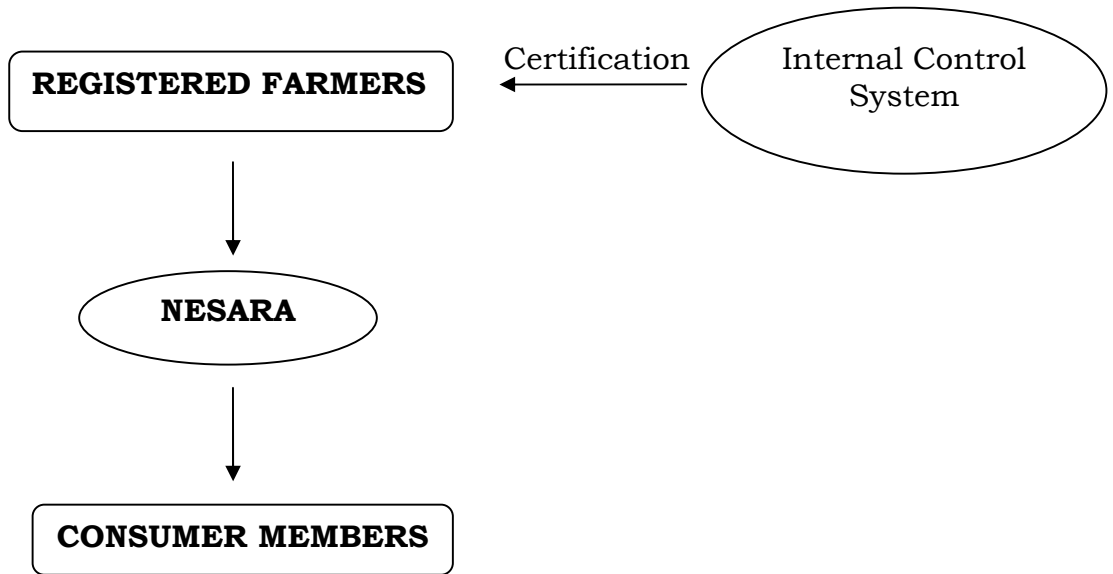 REGISTERED FARMERS
Certification
Internal Control
System
NESARA
CONSUMER MEMBERS